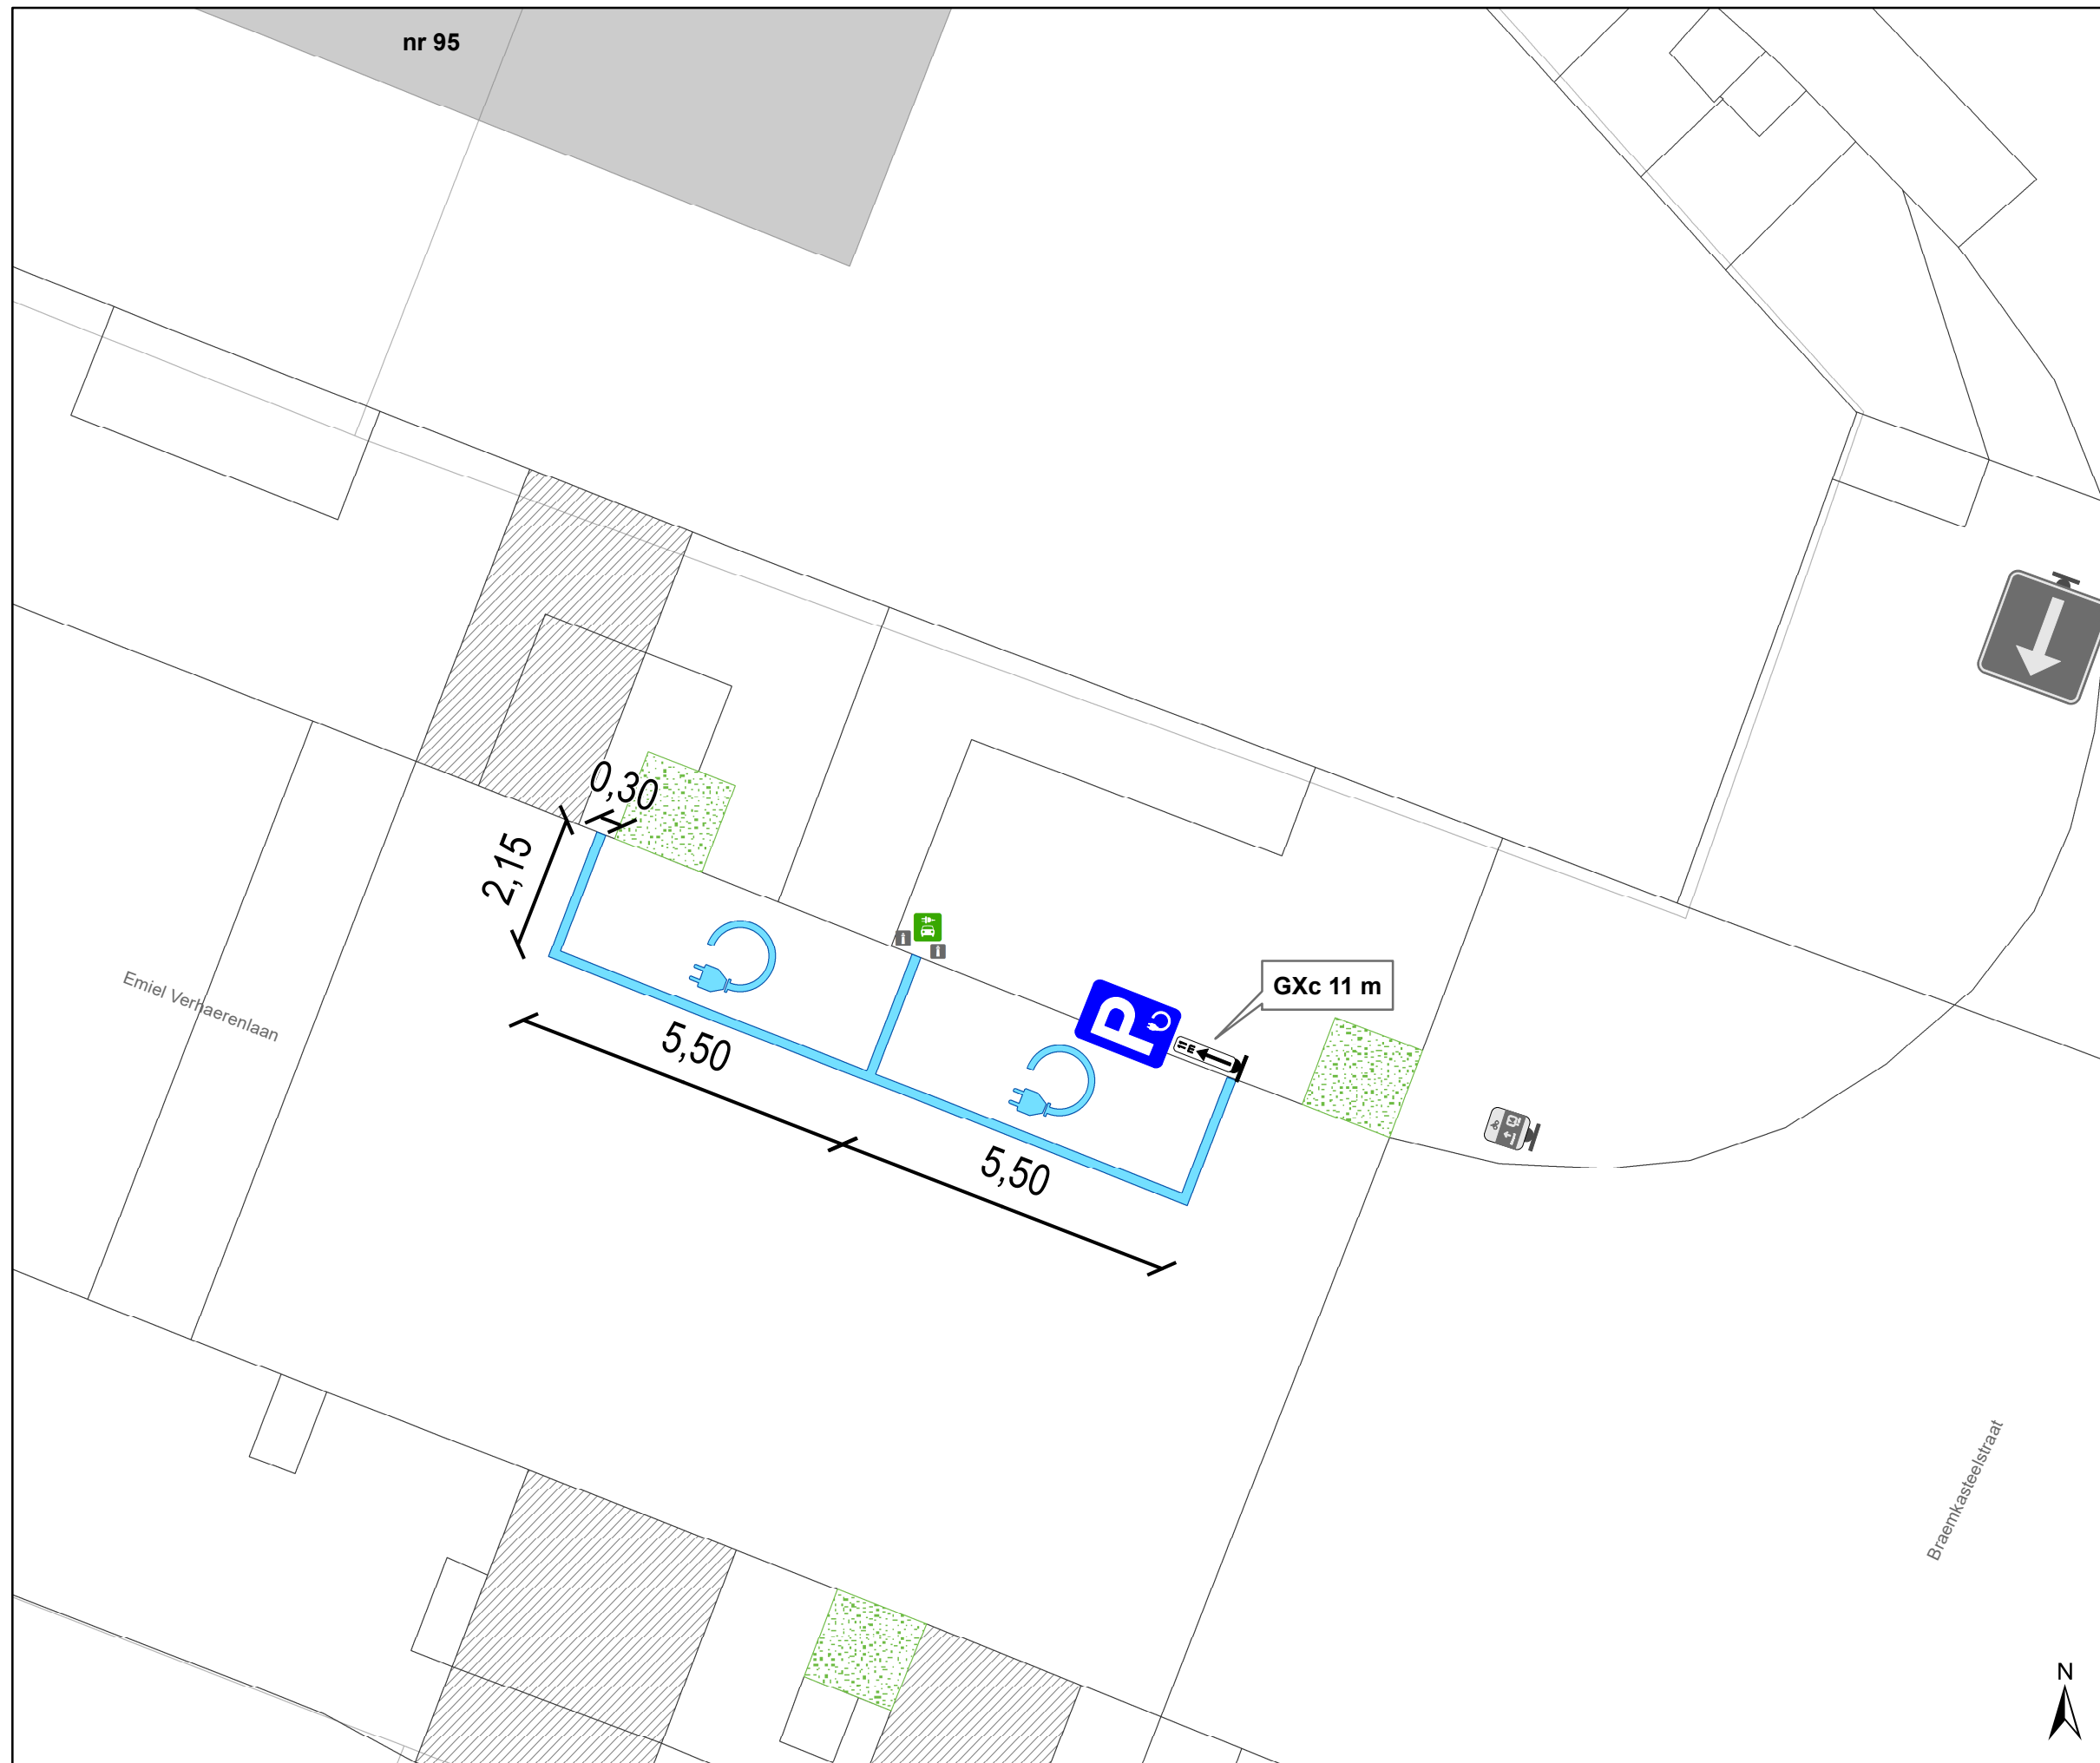 nr 95
0,30
2,15
GXc 11 m
P
Emiel Verhaerenlaan
5,50
5,50
Braemkasteelstraat
N